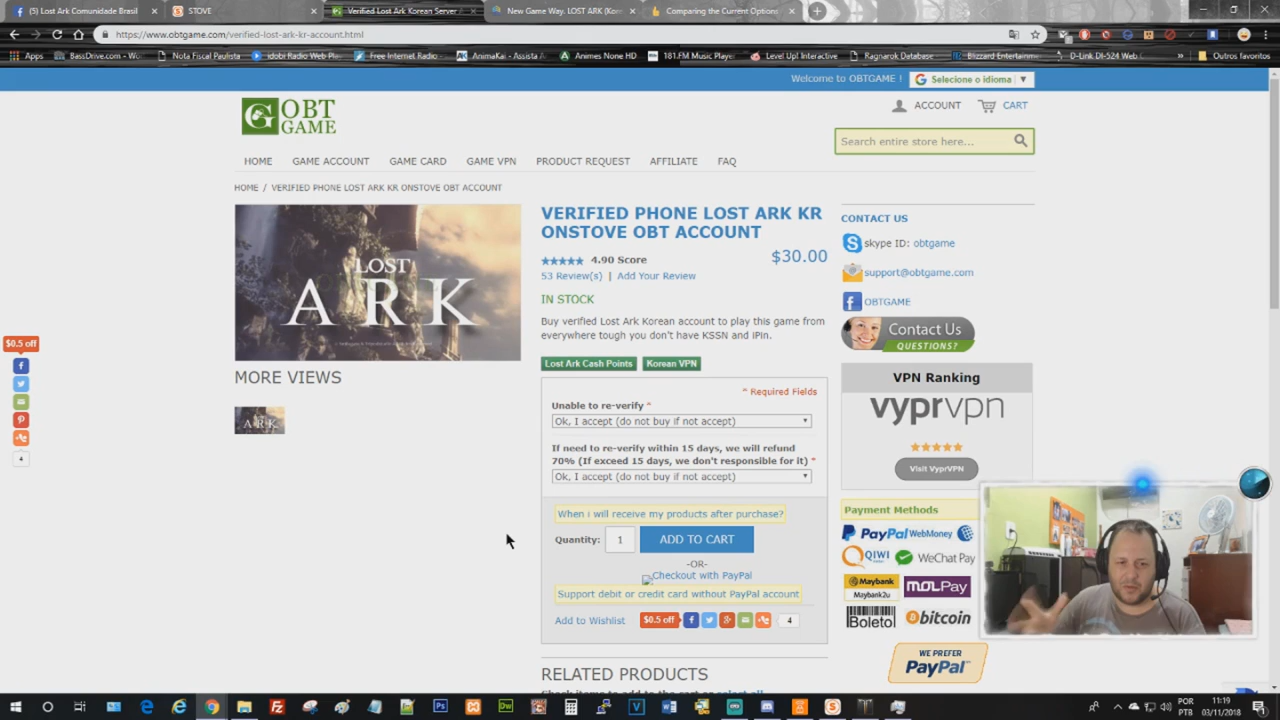 (5) Lost Ark Comunidade Brasil
STOVE
Verified Lost Ark Korean Server
New Game Way. LOST ARK (Kor
Comparing the Current Options
https://www.obtgame.com/verified-lost-ark-kr-account.html
Apps
BassDrive.com - Wo
Nota Fiscal Paulista
idobi Radio Web Pl
Free Internet Radio
AnimaKai - Assista A
Animes None HD
181.FM Music Player
Level Up! Interactive
Ragnarok Database
Blizzard Entertainm
D-Link DI-524 Web
Outros favoritos
Welcome to OBTGAME !
G Selecione o idioma ▼
G OBT
GAME
ACCOUNT
CART
Search entire store here...
HOME
GAME ACCOUNT
GAME CARD
GAME VPN
PRODUCT REQUEST
AFFILIATE
FAQ
HOME / VERIFIED PHONE LOST ARK KR ONSTOVE OBT ACCOUNT
LOST
ARK
MORE VIEWS
ARK
$0.5 off
4
VERIFIED PHONE LOST ARK KR
ONSTOVE OBT ACCOUNT
4.90 Score
$30.00
53 Review(s) | Add Your Review
IN STOCK
Buy verified Lost Ark Korean account to play this game from
everywhere tough you don't have KSSN and iPin.
Lost Ark Cash Points
Korean VPN
* Required Fields
Unable to re-verify *
Ok, I accept (do not buy if not accept)
If need to re-verify within 15 days, we will refund
70% (If exceed 15 days, we don't responsible for it) *
Ok, I accept (do not buy if not accept)
When i will receive my products after purchase?
Quantity: 1 ADD TO CART
-OR-
Checkout with PayPal
Support debit or credit card without PayPal account
Add to Wishlist
$0.5 off
4
RELATED PRODUCTS
CONTACT US
skype ID: obtgame
support@obtgame.com
OBTGAME
Contact Us
QUESTIONS?
VPN Ranking
vyprvpn
Visit VyprVPN
Payment Methods
PayPal WebMoney
QIWI WeChat Pay
Maybank
Maybank2u
MOLPay
Boleto
bitcoin
WE PREFER
PayPal
POR
PTB
11:19
03/11/2018